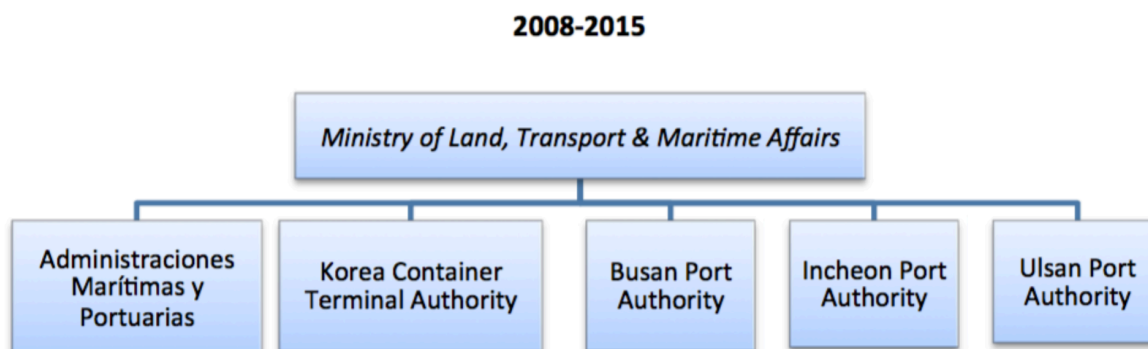 2008-2015
Ministry of Land, Transport & Maritime Affairs
Administraciones
Marítimas y
Portuarias
Korea Container
Terminal Authority
Busan Port
Authority
Incheon Port
Authority
Ulsan Port
Authority